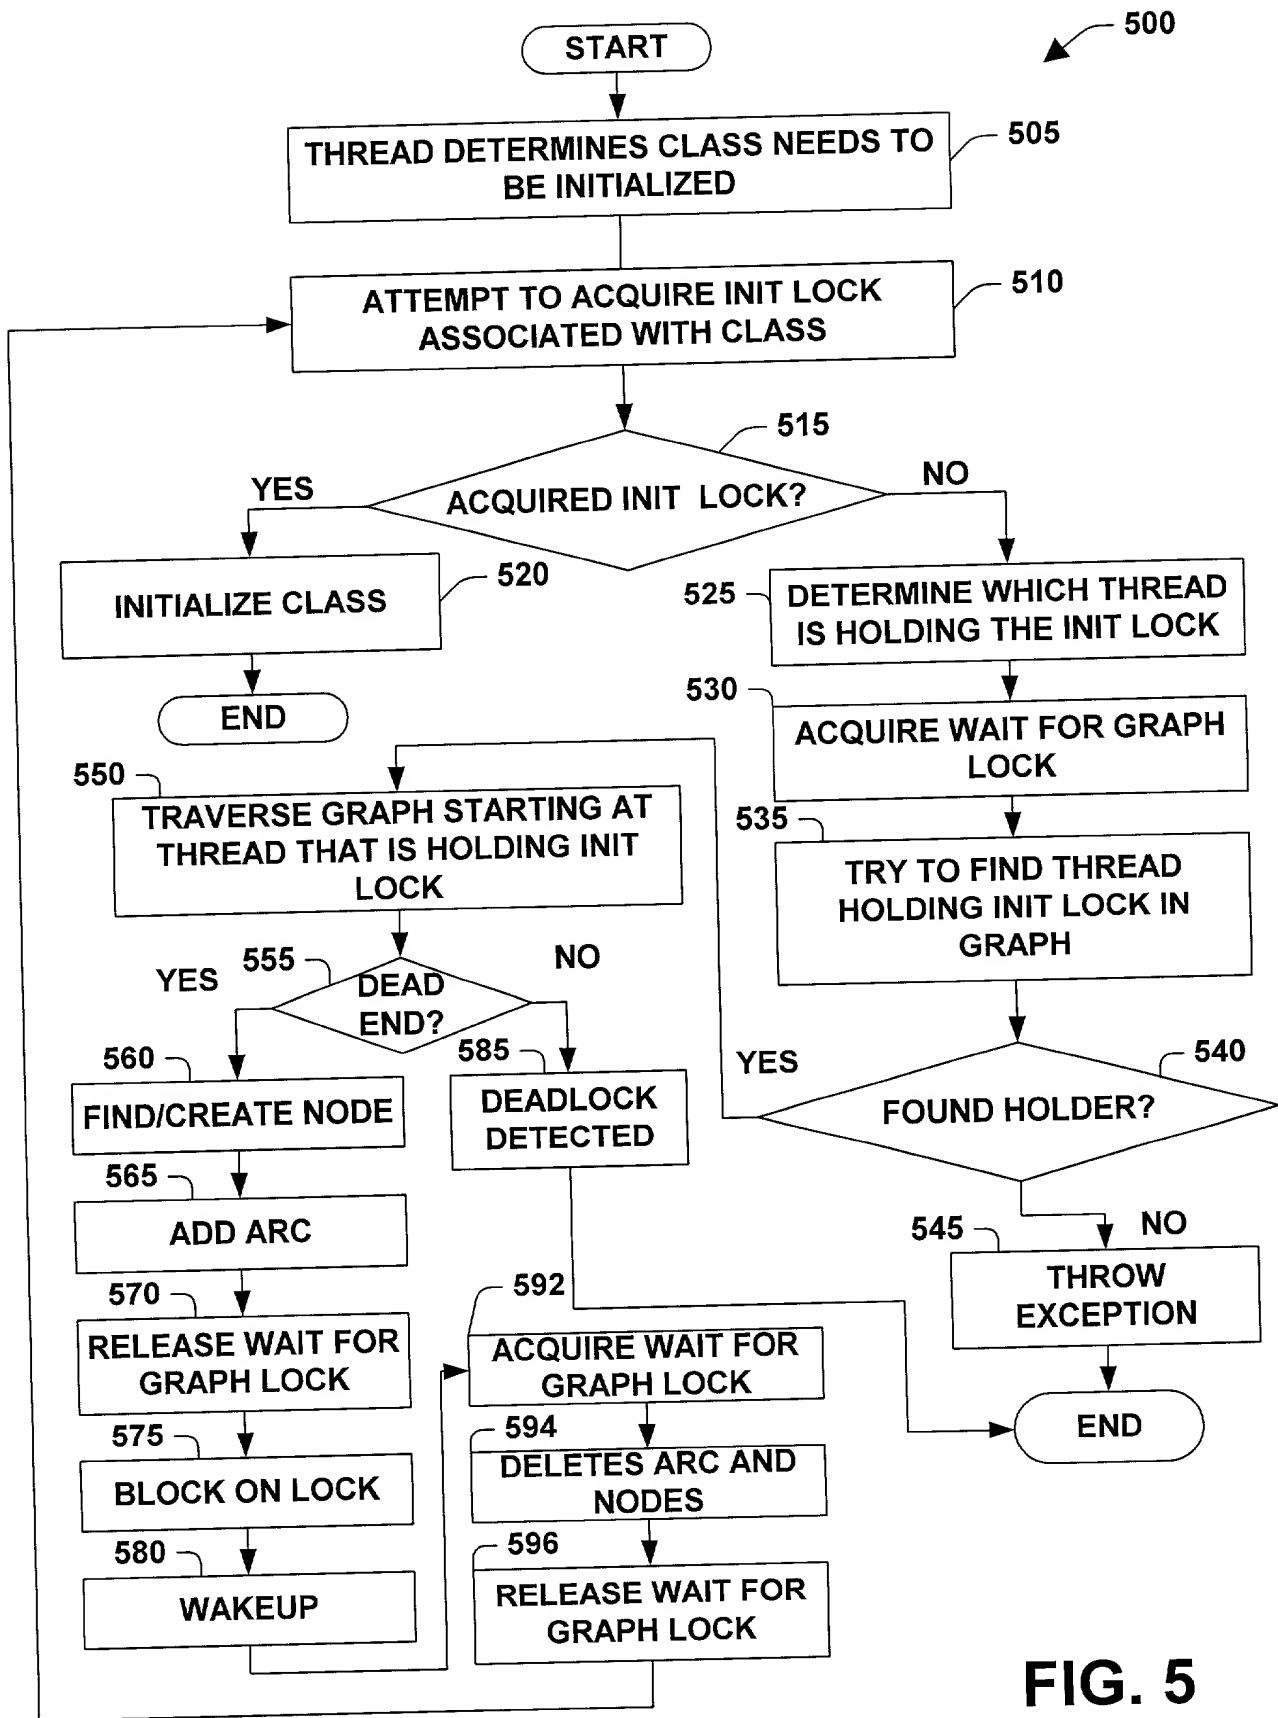 500
START
THREAD DETERMINES CLASS NEEDS TO
BE INITIALIZED
505
ATTEMPT TO ACQUIRE INIT LOCK
ASSOCIATED WITH CLASS
510
515
ACQUIRED INIT LOCK?
YES
NO
INITIALIZE CLASS
520
END
525
DETERMINE WHICH THREAD
IS HOLDING THE INIT LOCK
530
ACQUIRE WAIT FOR GRAPH
LOCK
535
TRY TO FIND THREAD
HOLDING INIT LOCK IN
GRAPH
540
FOUND HOLDER?
YES
NO
545
THROW
EXCEPTION
END
550
TRAVERSE GRAPH STARTING AT
THREAD THAT IS HOLDING INIT
LOCK
555
DEAD
END?
YES
NO
560
FIND/CREATE NODE
565
ADD ARC
570
RELEASE WAIT FOR
GRAPH LOCK
575
BLOCK ON LOCK
580
WAKEUP
585
DEADLOCK
DETECTED
592
ACQUIRE WAIT FOR
GRAPH LOCK
594
DELETES ARC AND
NODES
596
RELEASE WAIT FOR
GRAPH LOCK
FIG. 5